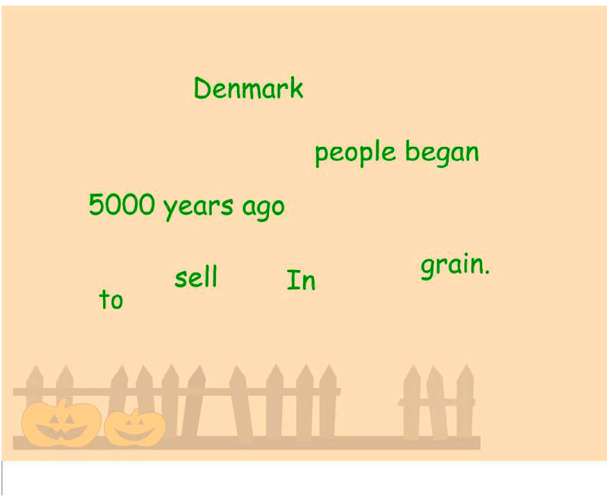 Denmark
people began
5000 years ago
grain.
sell
In
to